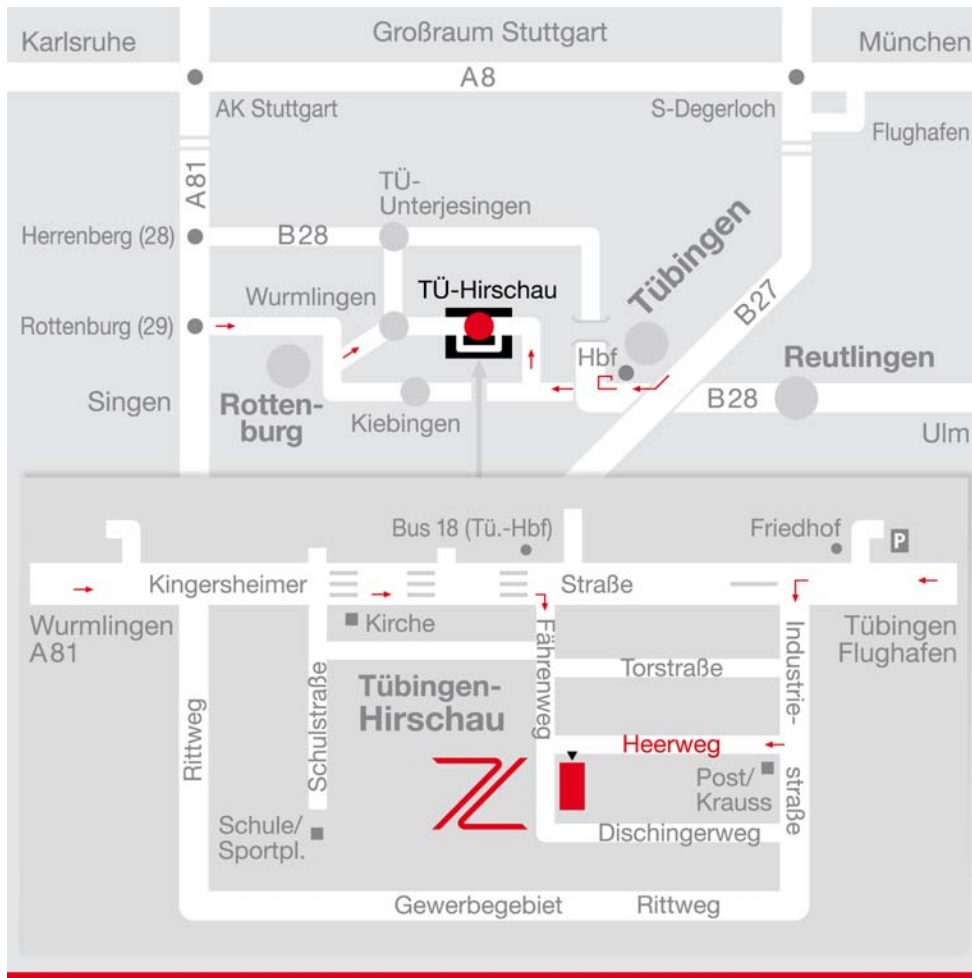 Karlsruhe
Großraum Stuttgart
München
A8
AK Stuttgart
S-Degerloch
Flughafen
A81
TÜ-
Unterjesingen
Herrenberg (28)
B28
Tübingen
B27
Wurmlingen
TÜ-Hirschau
Rottenburg (29)
Hbf
Reutlingen
Singen
Rotten-
burg
Kiebingen
B28
Ulm
Bus 18 (Tü.-Hbf)
Friedhof
P
Kingersheimer
Straße
Wurmlingen
A81
Kirche
Tübingen
Flughafen
Fährenweg
Industrie-
straße
Torstraße
Rittweg
Schulstraße
Tübingen-
Hirschau
Heerweg
Post/
Krauss
Schule/
Sportpl.
Dischingerweg
Gewerbegebiet
Rittweg